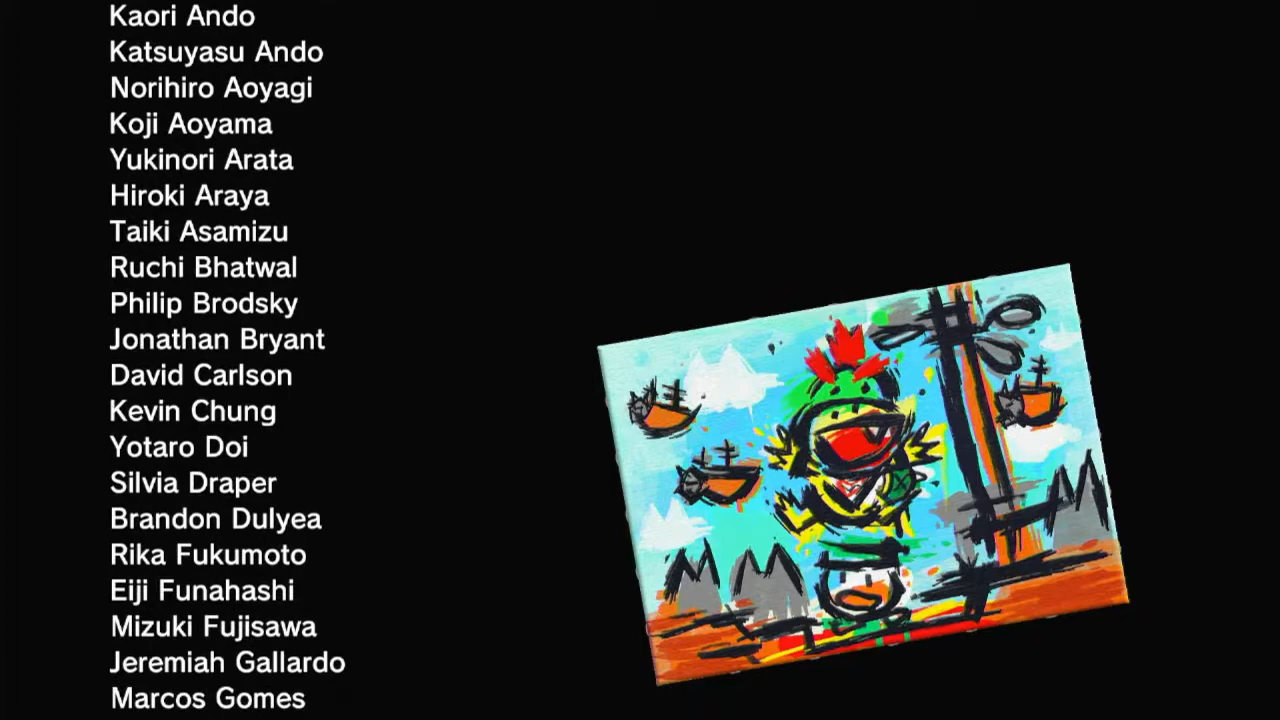 Kaori Ando
Katsuyasu Ando
Norihiro Aoyagi
Koji Aoyama
Yukinori Arata
Hiroki Araya
Taiki Asamizu
Ruchi Bhatwal
Philip Brodsky
Jonathan Bryant
David Carlson
Kevin Chung
Yotaro Doi
Silvia Draper
Brandon Dulyea
Rika Fukumoto
Eiji Funahashi
Mizuki Fujisawa
Jeremiah Gallardo
Marcos Gomes